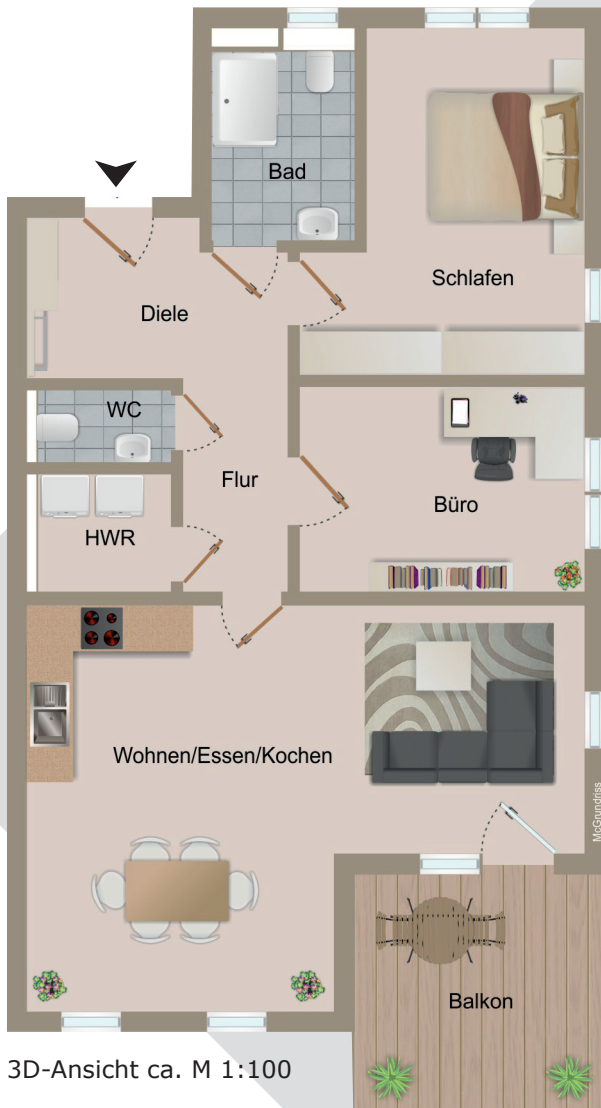 Bad
Schlafen
Diele
WC
Flur
Büro
HWR
Wohnen/Essen/Kochen
McGrundriss
Balkon
3D-Ansicht ca. M 1:100